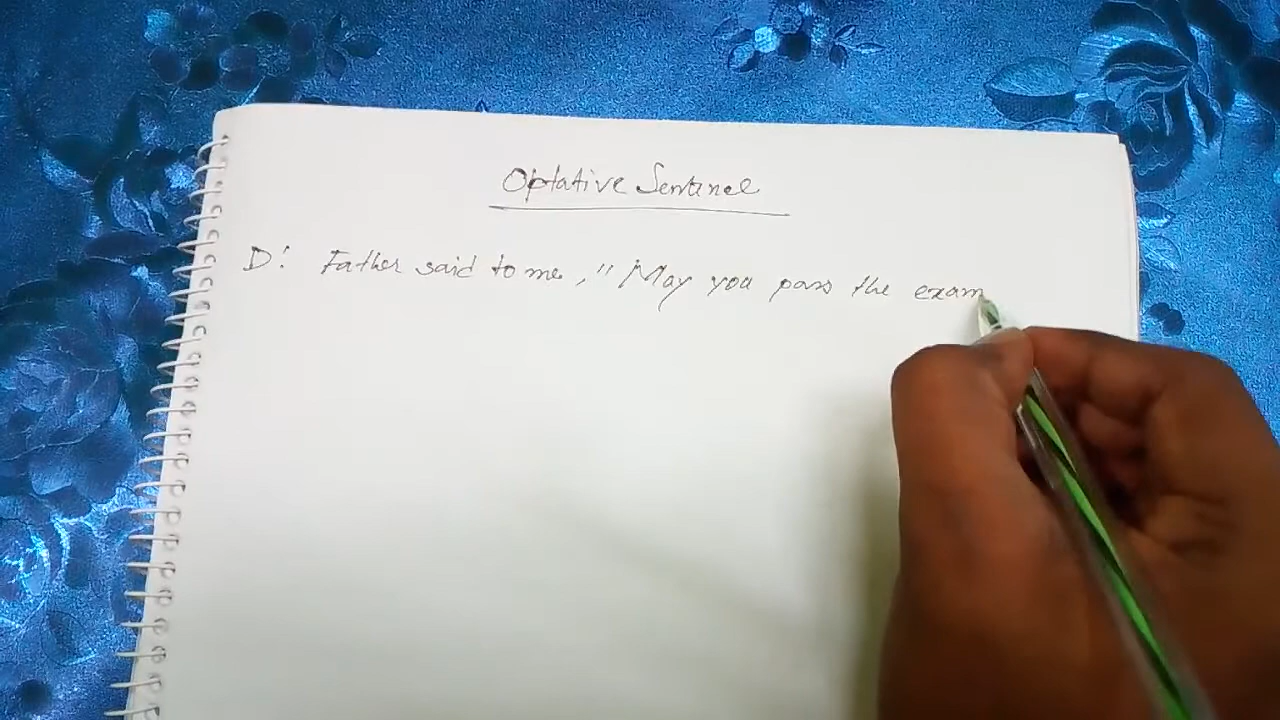 Optative Sentence
D: Father said to me, "May you pass the exam